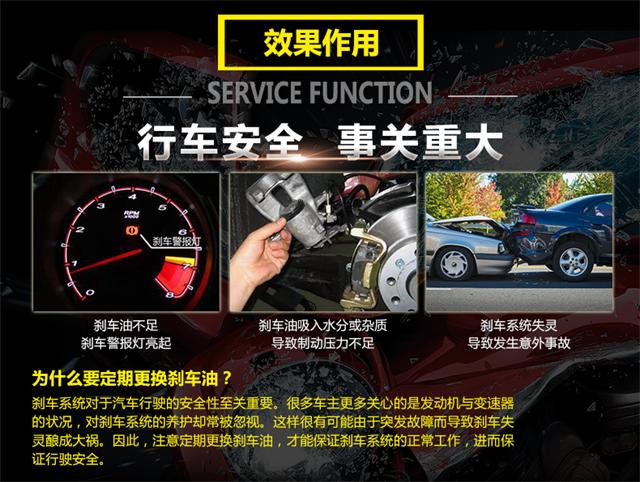 效果作用
SERVICE FUNCTION
行车安全 事关重大
4
3
5
2
6
1
7
0
8
RPM
x1000
刹车警报灯
刹车油不足
刹车警报灯亮起
刹车油吸入水分或杂质
导致制动压力不足
刹车系统失灵
导致发生意外事故
为什么要定期更换刹车油？
刹车系统对于汽车行驶的安全性至关重要。很多车主更多关心的是发动机与变速器
的状况，对刹车系统的养护却常被忽视。这样很有可能由于突发故障而导致刹车失
灵酿成大祸。因此，注意定期更换刹车油，才能保证刹车系统的正常工作，进而保
证行驶安全。